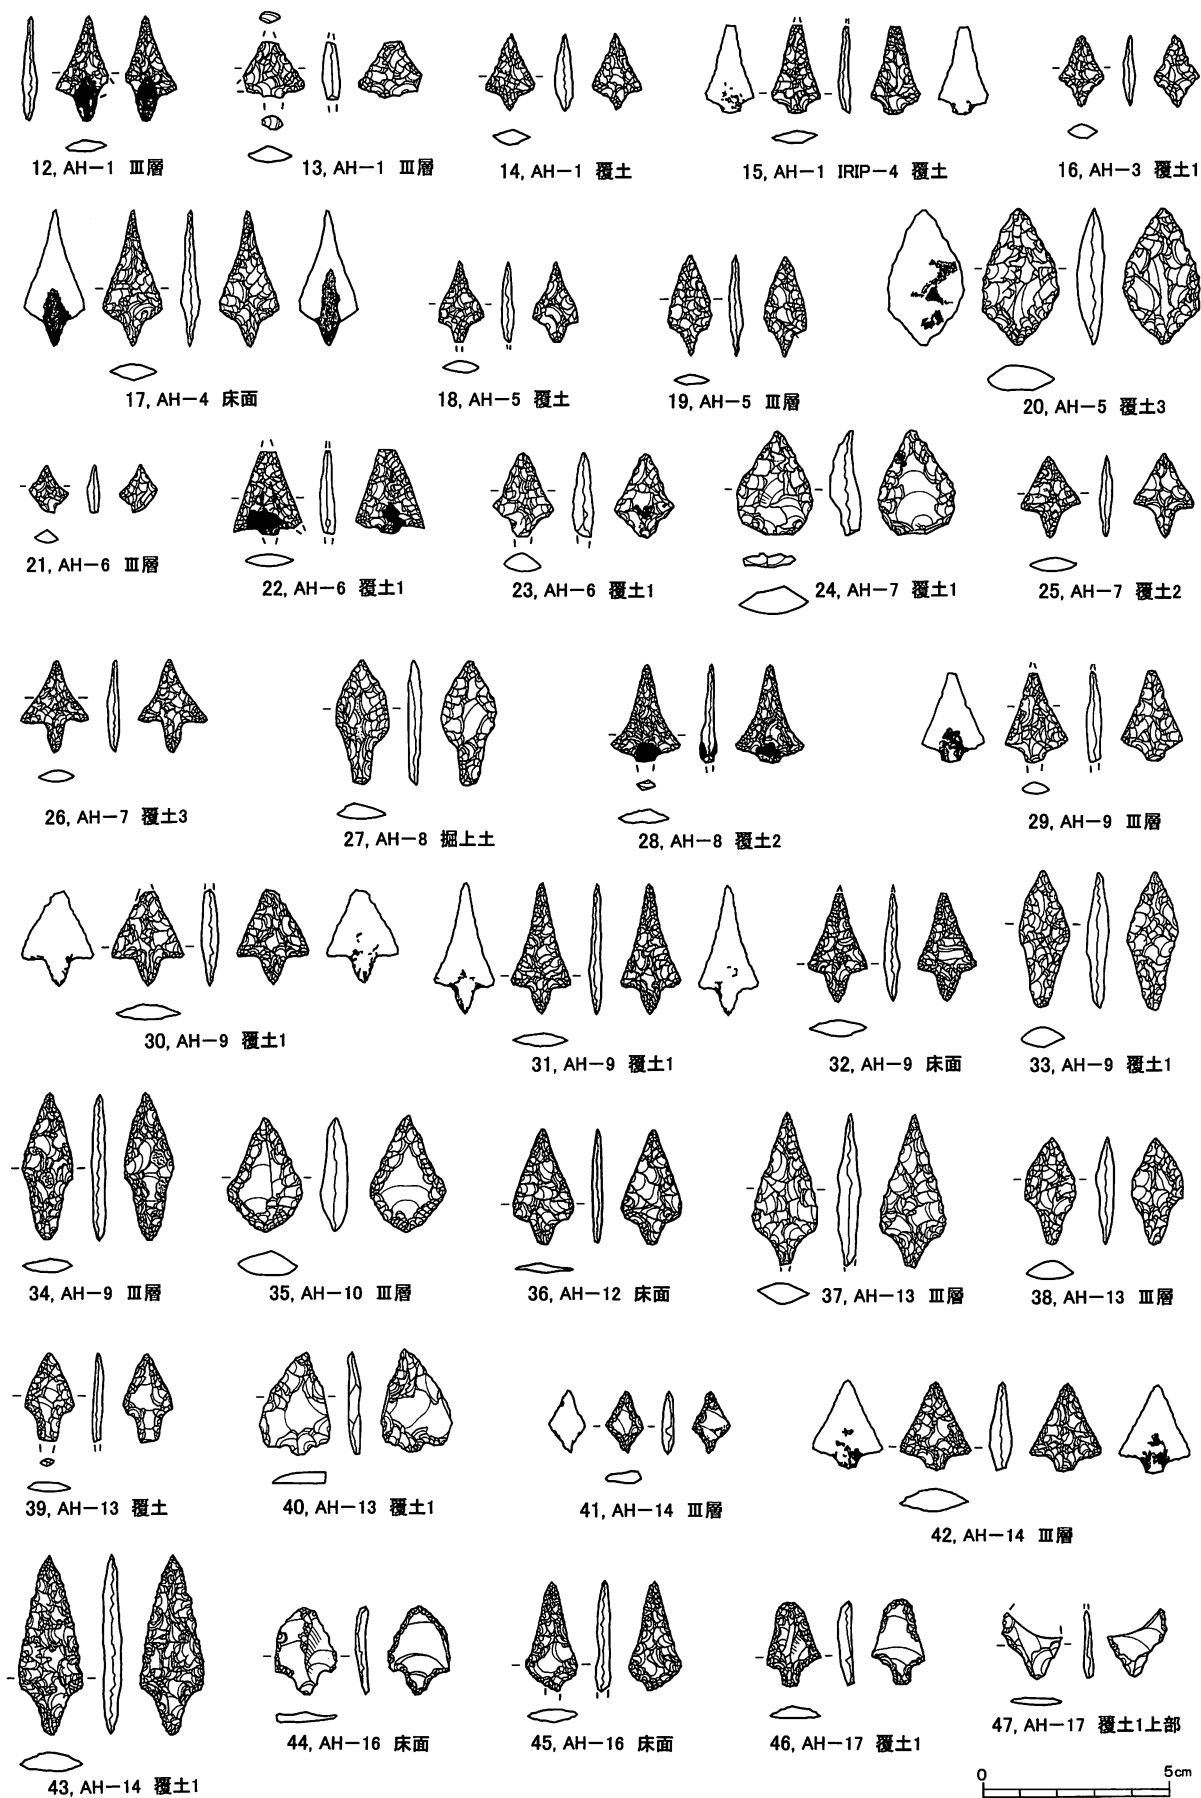 12, AH－1 Ⅲ層
13, AH－1 Ⅲ層
14, AH－1 覆土
15, AH－1 IRIP－4 覆土
16, AH－3 覆土1
17, AH－4 床面
18, AH－5 覆土
19, AH－5 Ⅲ層
20, AH－5 覆土3
21, AH－6 Ⅲ層
22, AH－6 覆土1
23, AH－6 覆土1
24, AH－7 覆土1
25, AH－7 覆土2
26, AH－7 覆土3
27, AH－8 掘上土
28, AH－8 覆土2
29, AH－9 Ⅲ層
30, AH－9 覆土1
31, AH－9 覆土1
32, AH－9 床面
33, AH－9 覆土1
34, AH－9 Ⅲ層
35, AH－10 Ⅲ層
36, AH－12 床面
37, AH－13 Ⅲ層
38, AH－13 Ⅲ層
39, AH－13 覆土
40, AH－13 覆土1
41, AH－14 Ⅲ層
42, AH－14 Ⅲ層
43, AH－14 覆土1
44, AH－16 床面
45, AH－16 床面
46, AH－17 覆土1
47, AH－17 覆土1上部
0 5cm